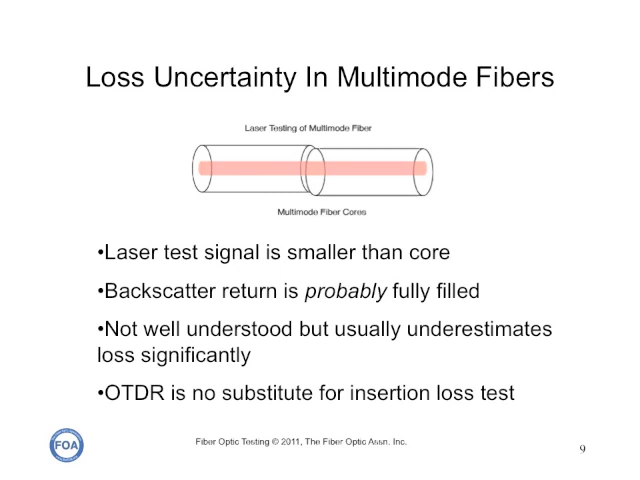 Loss Uncertainty In Multimode Fibers
Laser Testing of Multimode Fiber
Multimode Fiber Cores
•Laser test signal is smaller than core
•Backscatter return is probably fully filled
•Not well understood but usually underestimates
loss significantly
•OTDR is no substitute for insertion loss test
FOA
Fiber Optic Testing © 2011, The Fiber Optic Assn. Inc.
9